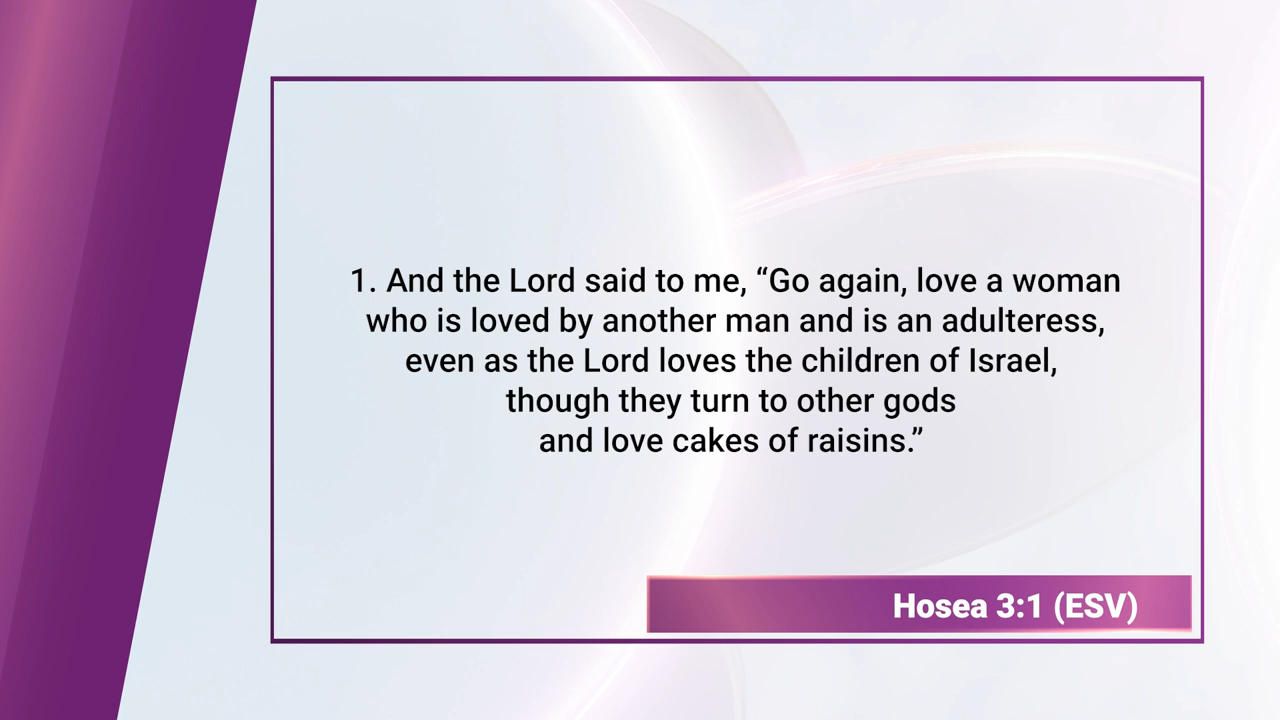 1. And the Lord said to me, “Go again, love a woman
who is loved by another man and is an adulteress,
even as the Lord loves the children of Israel,
though they turn to other gods
and love cakes of raisins.”
Hosea 3:1 (ESV)